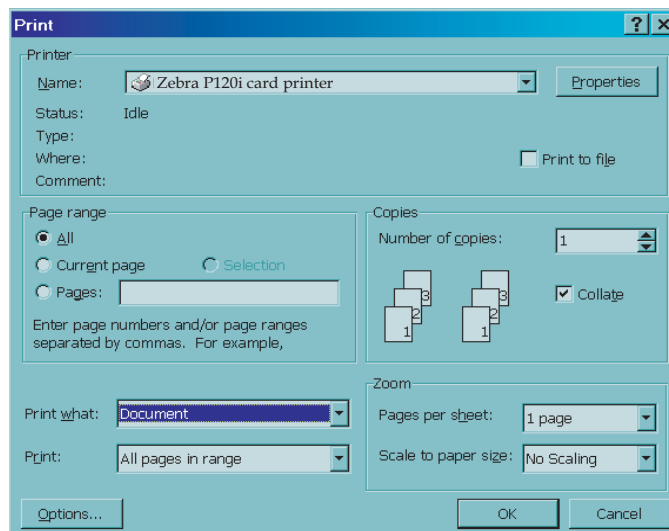 Print
Printer
Name: Zebra P120i card printer Properties
Status: Idle
Type:
Where: Print to file
Comment:
Page range
All
Current page Selection
Pages:
Enter page numbers and/or page ranges
separated by commas. For example,
Copies
Number of copies: 1
3 3
2 2
1 1
Collate
Print what: Document
Print: All pages in range
Zoom
Pages per sheet: 1 page
Scale to paper size: No Scaling
Options... OK Cancel